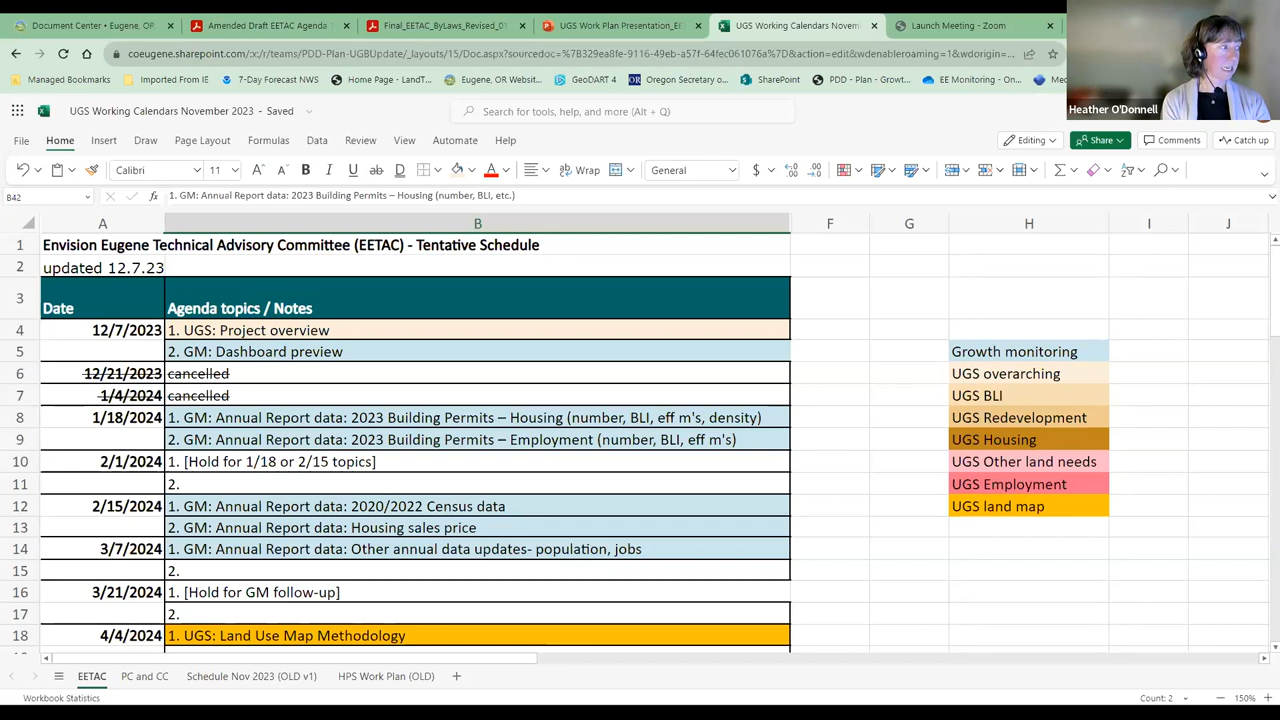 Document Center • Eugene, OR
Amended Draft EETAC Agenda
Final_EETAC_ByLaws_Revised_01
UGS Work Plan Presentation_E
UGS Working Calendars Novem
Launch Meeting - Zoom
coeugene.sharepoint.com/:x:/r/teams/PDD-Plan-UGBUpdate/_layouts/15/Doc.aspx?sourcedoc=%7B329ea8fe-9116-49eb-a57f-64fec061076a%7D&action=edit&wdenableroaming=1&wdorigin=...
Managed Bookmarks
Imported From IE
7-Day Forecast NWS
Home Page - LandT...
Eugene, OR Websit...
GeoDART 4
Oregon Secretary o...
SharePoint
PDD - Plan - Growt...
EE Monitoring - On...
Heather O'Donnell
UGS Working Calendars November 2023 - Saved
Search for tools, help, and more (Alt + Q)
File Home Insert Draw Page Layout Formulas Data Review View Automate Help
Editing Share Comments Catch up
Calibri 11 B I U ab D A Wrap General $
B42 fx 1. GM: Annual Report data: 2023 Building Permits – Housing (number, BLI, etc.)
A B F G H I J
1 Envision Eugene Technical Advisory Committee (EETAC) - Tentative Schedule
2 updated 12.7.23
3 Date Agenda topics / Notes
4 12/7/2023 1. UGS: Project overview
5 2. GM: Dashboard preview Growth monitoring
6 12/21/2023 cancelled UGS overarching
7 1/4/2024 cancelled UGS BLI
8 1/18/2024 1. GM: Annual Report data: 2023 Building Permits – Housing (number, BLI, eff m's, density) UGS Redevelopment
9 2. GM: Annual Report data: 2023 Building Permits – Employment (number, BLI, eff m's) UGS Housing
10 2/1/2024 1. [Hold for 1/18 or 2/15 topics] UGS Other land needs
11 2. UGS Employment
12 2/15/2024 1. GM: Annual Report data: 2020/2022 Census data UGS land map
13 2. GM: Annual Report data: Housing sales price
14 3/7/2024 1. GM: Annual Report data: Other annual data updates- population, jobs
15 2.
16 3/21/2024 1. [Hold for GM follow-up]
17 2.
18 4/4/2024 1. UGS: Land Use Map Methodology
EETAC PC and CC Schedule Nov 2023 (OLD v1) HPS Work Plan (OLD)
Workbook Statistics Count: 2 150%